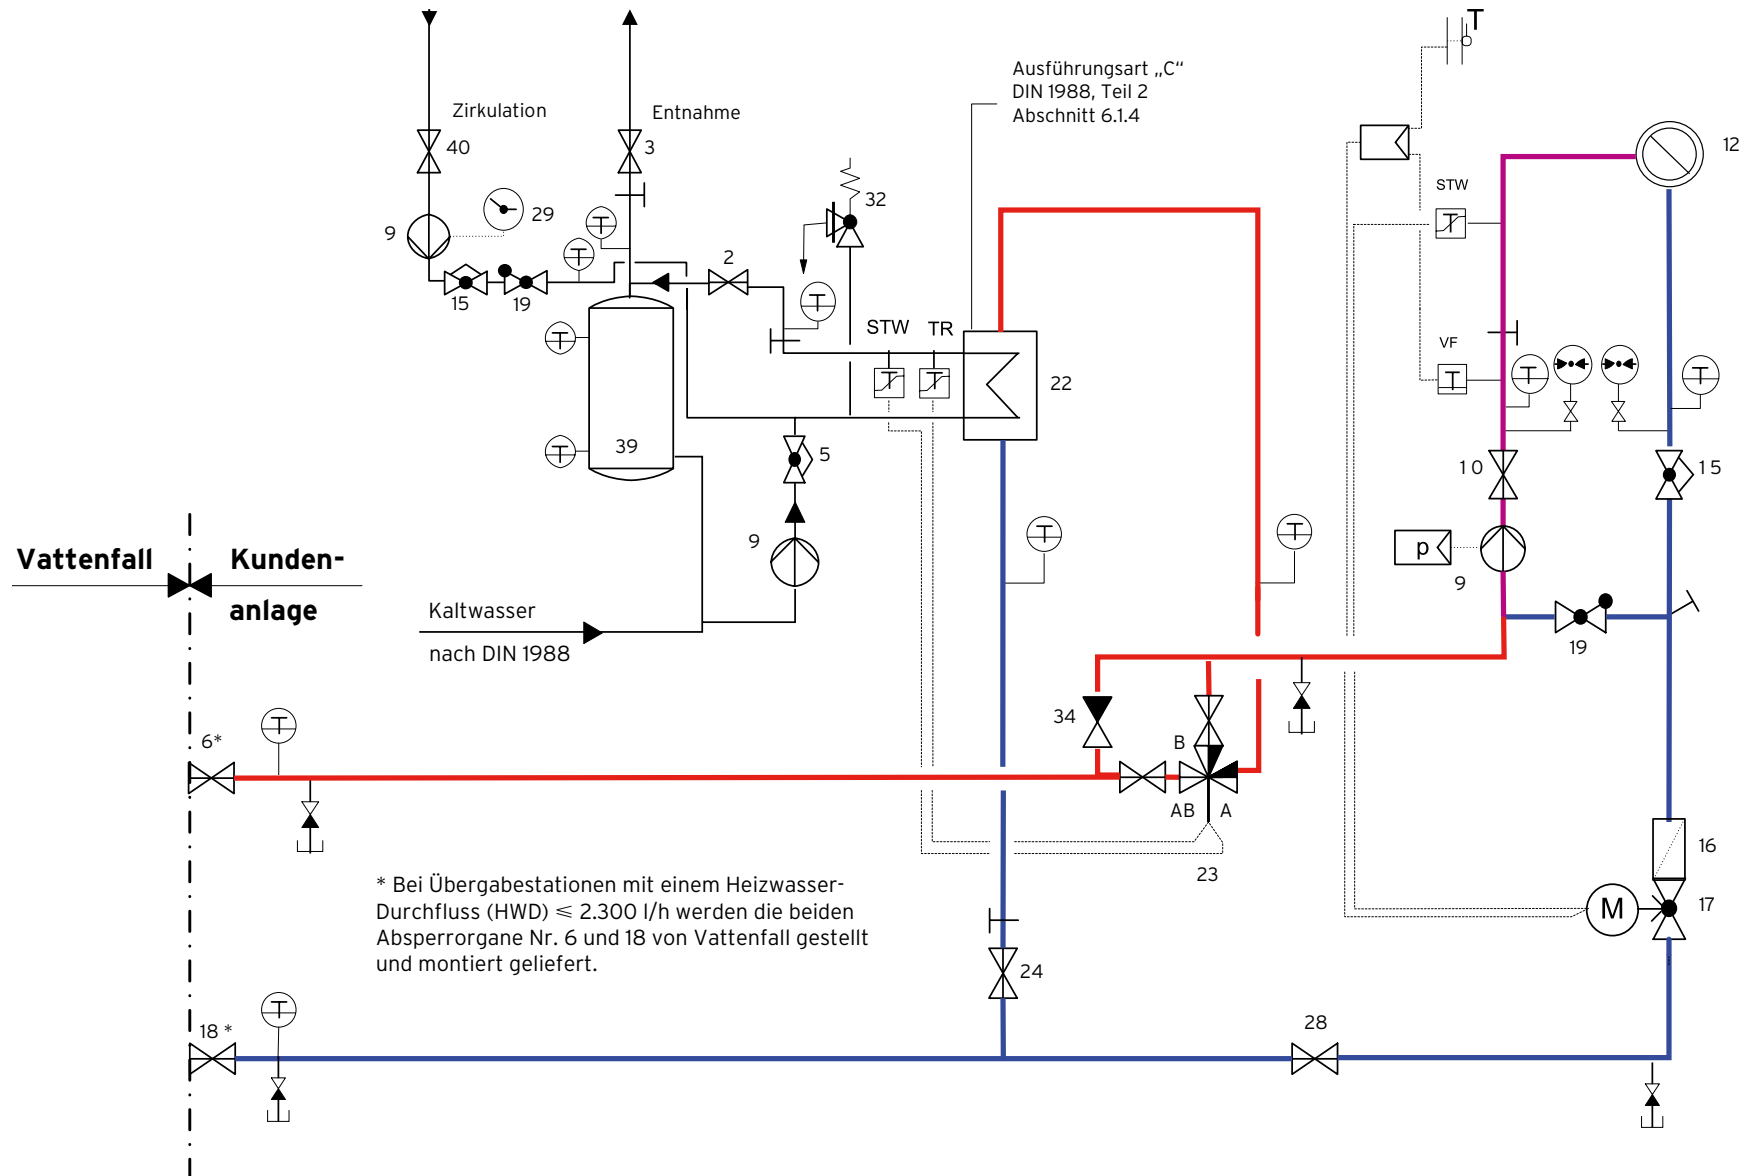 T
Ausführungsart „C“
DIN 1988, Teil 2
Abschnitt 6.1.4
Zirkulation
Entnahme
40
3
12
STW
32
29
9
T
T
2
15
19
T
STW
TR
T
T
T
VF
T
T
T
22
T
39
T
5
10
15
9
T
T
p
9
Vattenfall
Kunden-
anlage
Kaltwasser
nach DIN 1988
19
T
6*
34
B
AB
A
23
16
M
17
* Bei Übergabestationen mit einem Heizwasser-
Durchfluss (HWD) ≤ 2.300 l/h werden die beiden
Absperrorgane Nr. 6 und 18 von Vattenfall gestellt
und montiert geliefert.
24
T
18 *
28